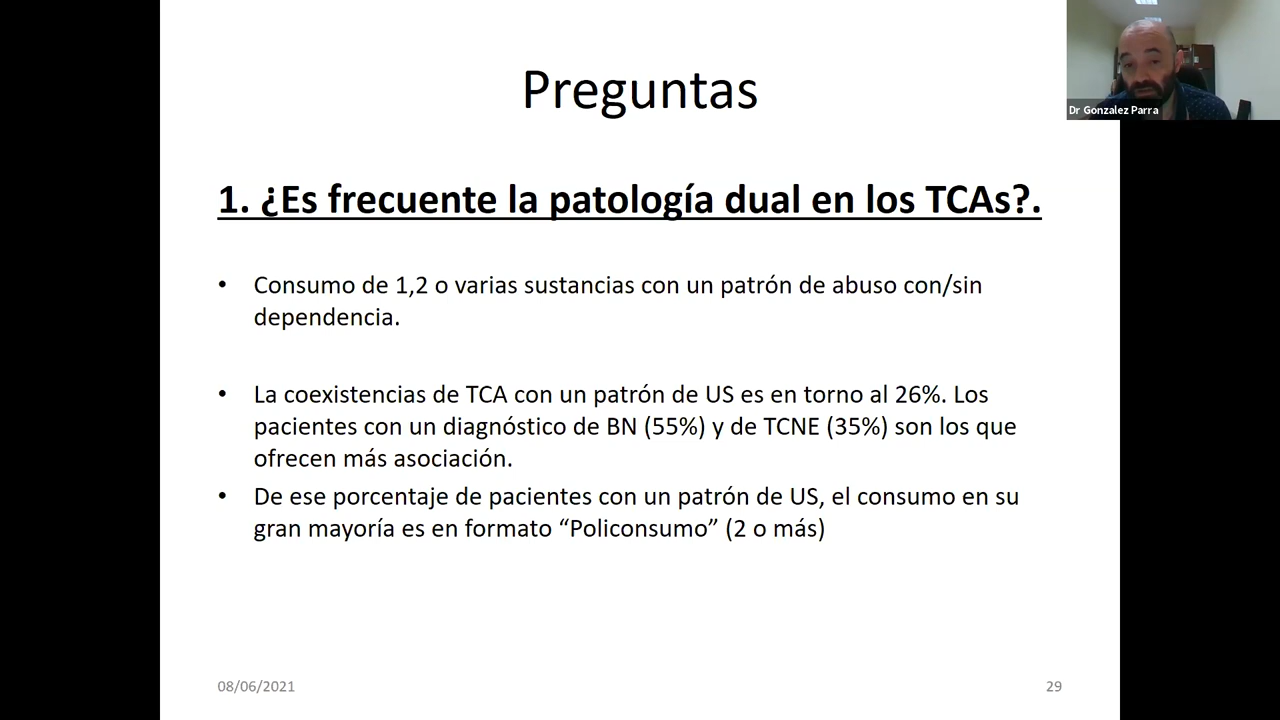 Preguntas
Dr Gonzalez Parra
1. ¿Es frecuente la patología dual en los TCAs?.
• Consumo de 1,2 o varias sustancias con un patrón de abuso con/sin
dependencia.
• La coexistencias de TCA con un patrón de US es en torno al 26%. Los
pacientes con un diagnóstico de BN (55%) y de TCNE (35%) son los que
ofrecen más asociación.
• De ese porcentaje de pacientes con un patrón de US, el consumo en su
gran mayoría es en formato “Policonsumo” (2 o más)
08/06/2021
29